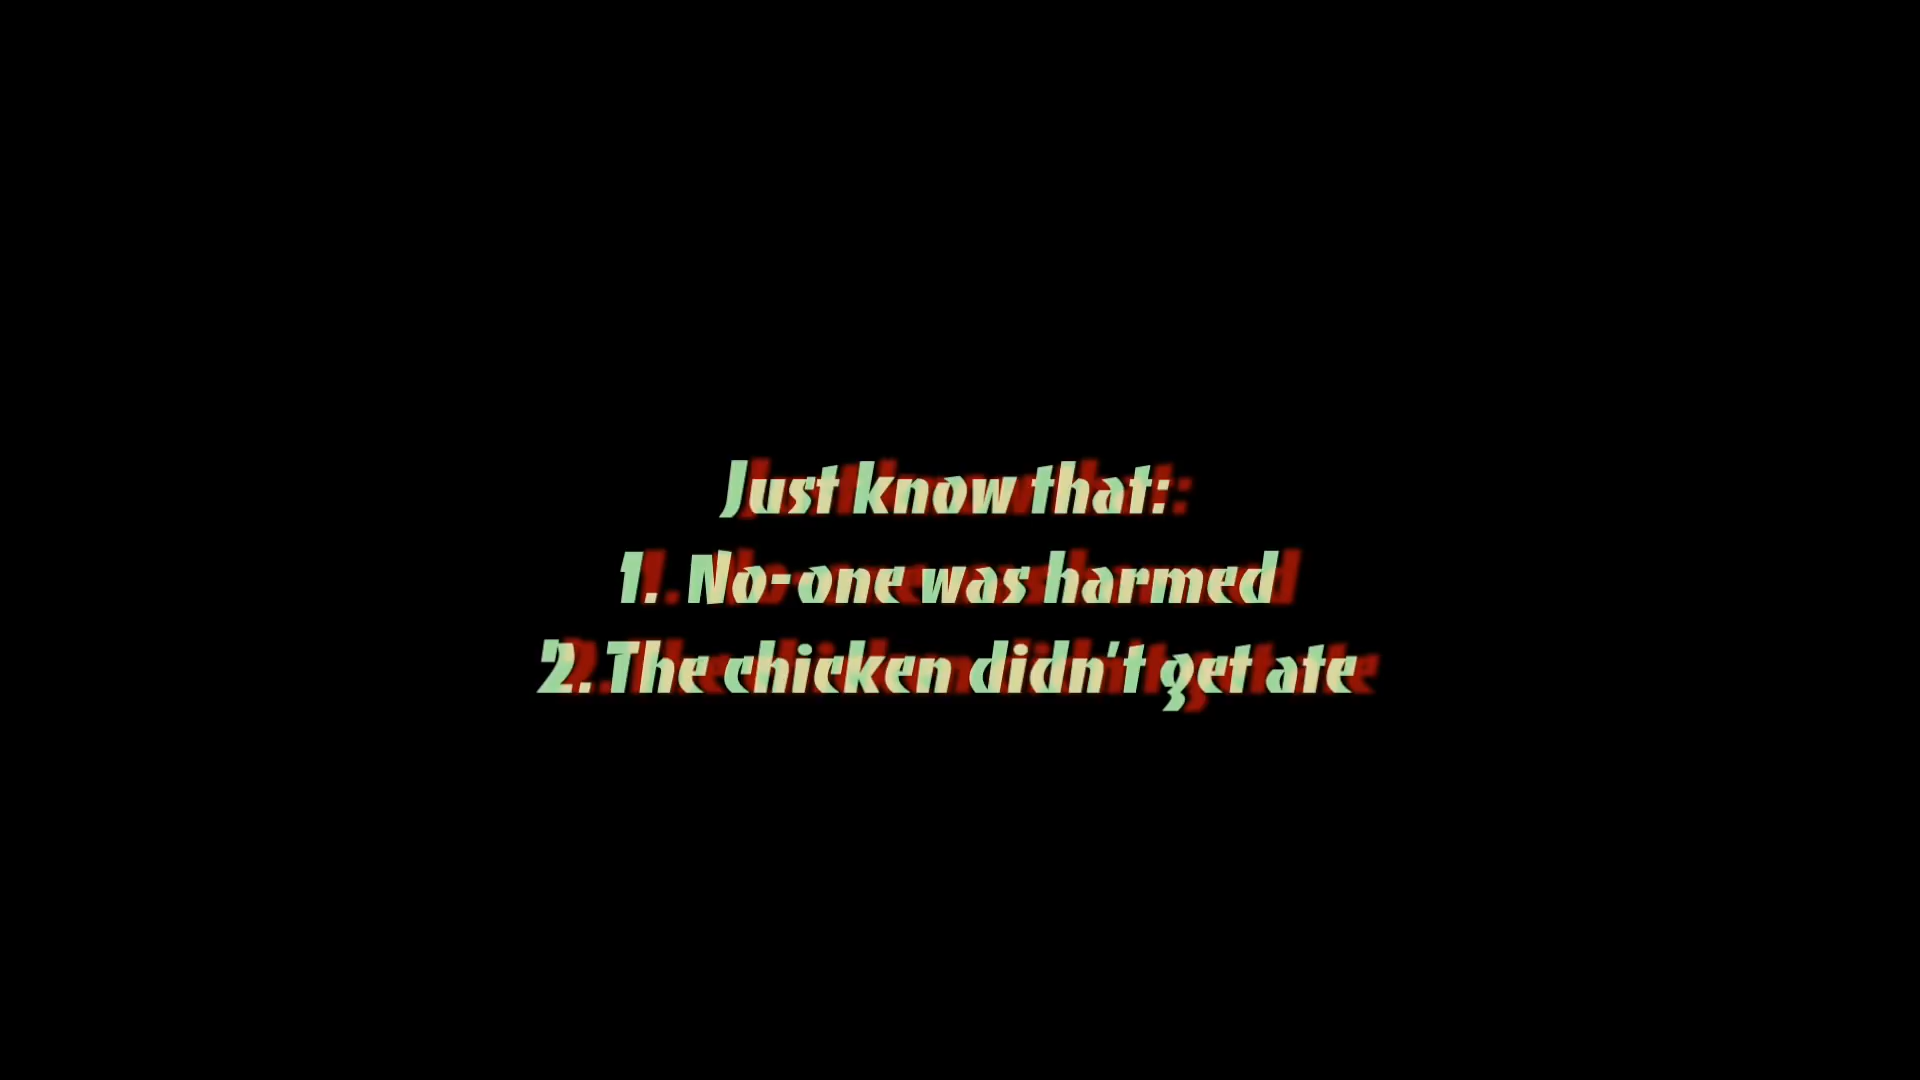 Just know that:
1. No-one was harmed
2. The chicken didn't get ate